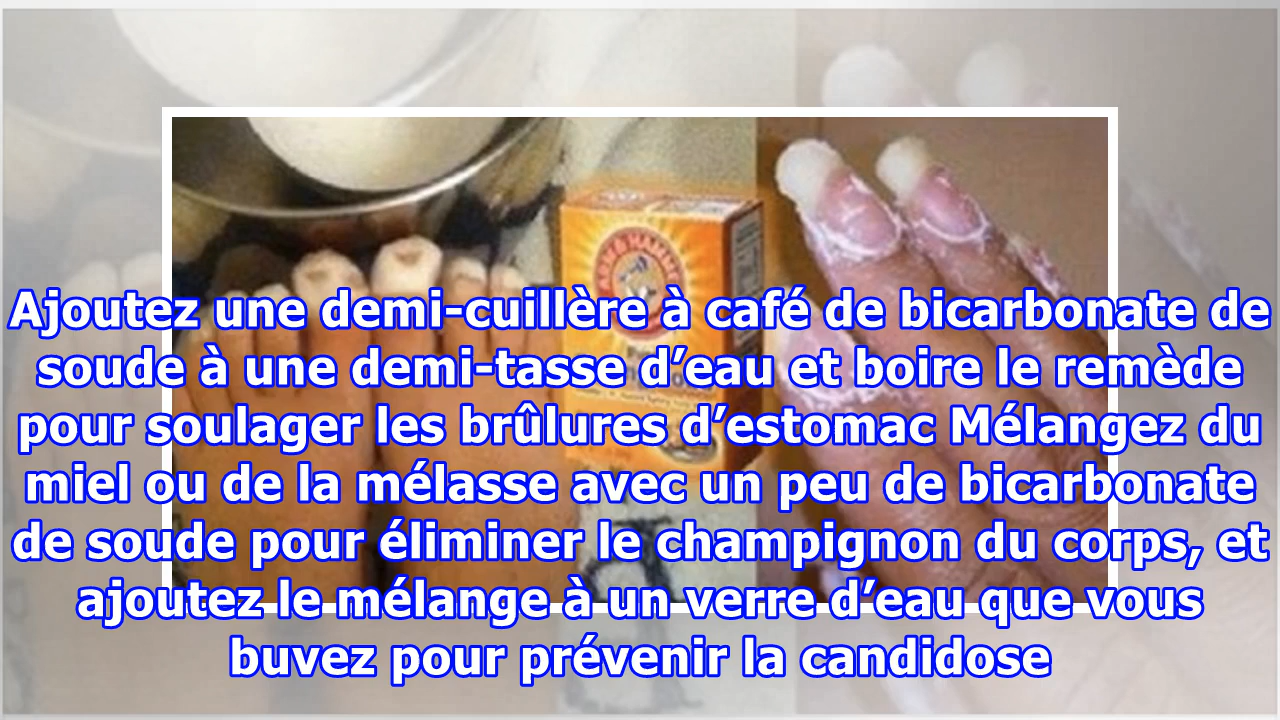 Ajoutez une demi-cuillère à café de bicarbonate de
soude à une demi-tasse d’eau et boire le remède
pour soulager les brûlures d’estomac Mélangez du
miel ou de la mélasse avec un peu de bicarbonate
de soude pour éliminer le champignon du corps, et
ajoutez le mélange à un verre d’eau que vous
buvez pour prévenir la candidose